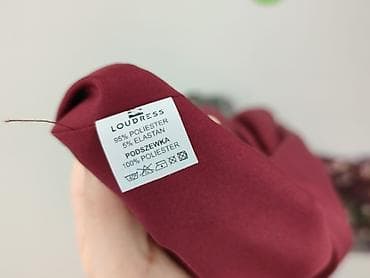 LOUDRESS
95% POLIESTER
5% ELASTAN
PODSZEWKA
100% POLIESTER